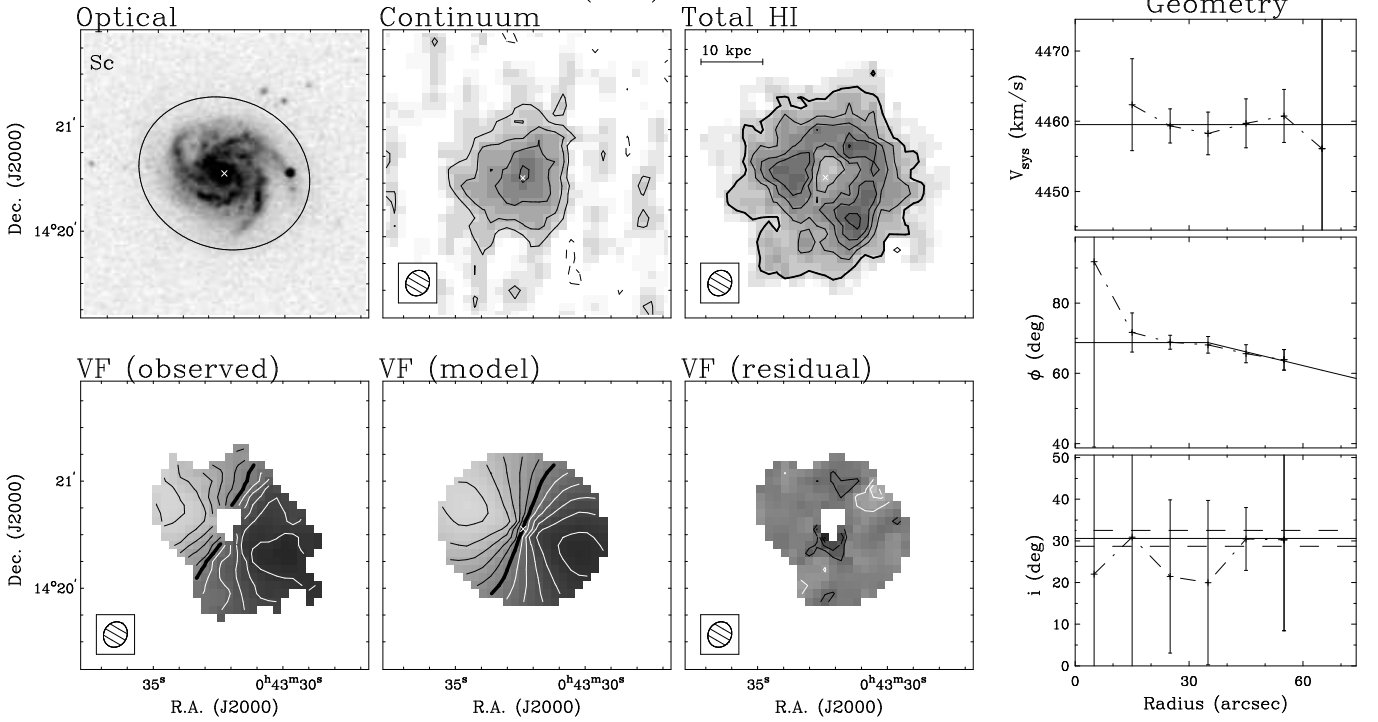 Optical
Continuum
Total HI
Geometry
Sc
10 kpc
Dec. (J2000)
21′
14°20′
V_sys (km/s)
4470
4460
4450
φ (deg)
80
60
40
VF (observed)
VF (model)
VF (residual)
Dec. (J2000)
21′
14°20′
i (deg)
50
40
30
20
10
0
35ˢ 0ʰ43ᵐ30ˢ
35ˢ 0ʰ43ᵐ30ˢ
35ˢ 0ʰ43ᵐ30ˢ
0 30 60
R.A. (J2000)
R.A. (J2000)
R.A. (J2000)
Radius (arcsec)